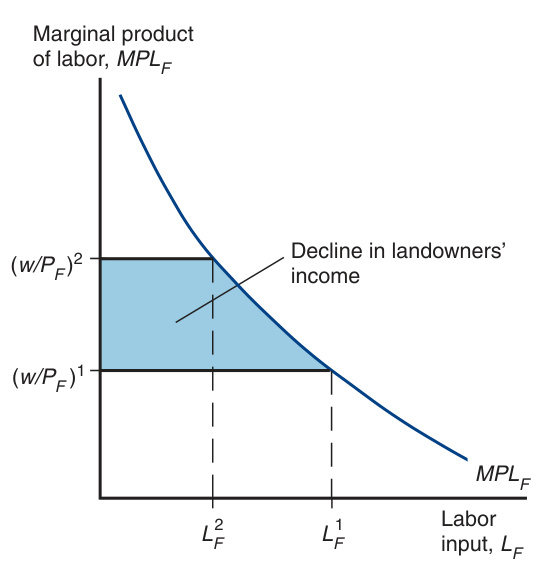 Marginal product
of labor, MPL_F
(w/P_F)^2
Decline in landowners'
income
(w/P_F)^1
MPL_F
L_F^2
L_F^1
Labor
input, L_F